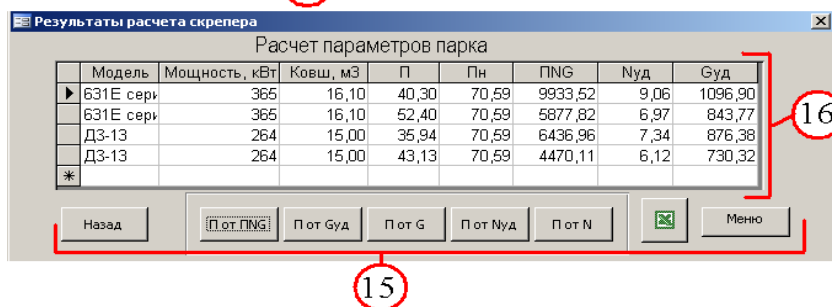 Результаты расчета скрепера
Расчет параметров парка
Модель Мощность, кВт Ковш, м3 П Пн ПNG Nуд Gуд
631E сери 365 16,10 40,30 70,59 9933,52 9,06 1096,90
631E сери 365 16,10 52,40 70,59 5877,82 6,97 843,77
ДЗ-13 264 15,00 35,94 70,59 6436,96 7,34 876,38
ДЗ-13 264 15,00 43,13 70,59 4470,11 6,12 730,32
16
Назад П от ПNG П от Gуд П от G П от Nуд П от N Меню
15